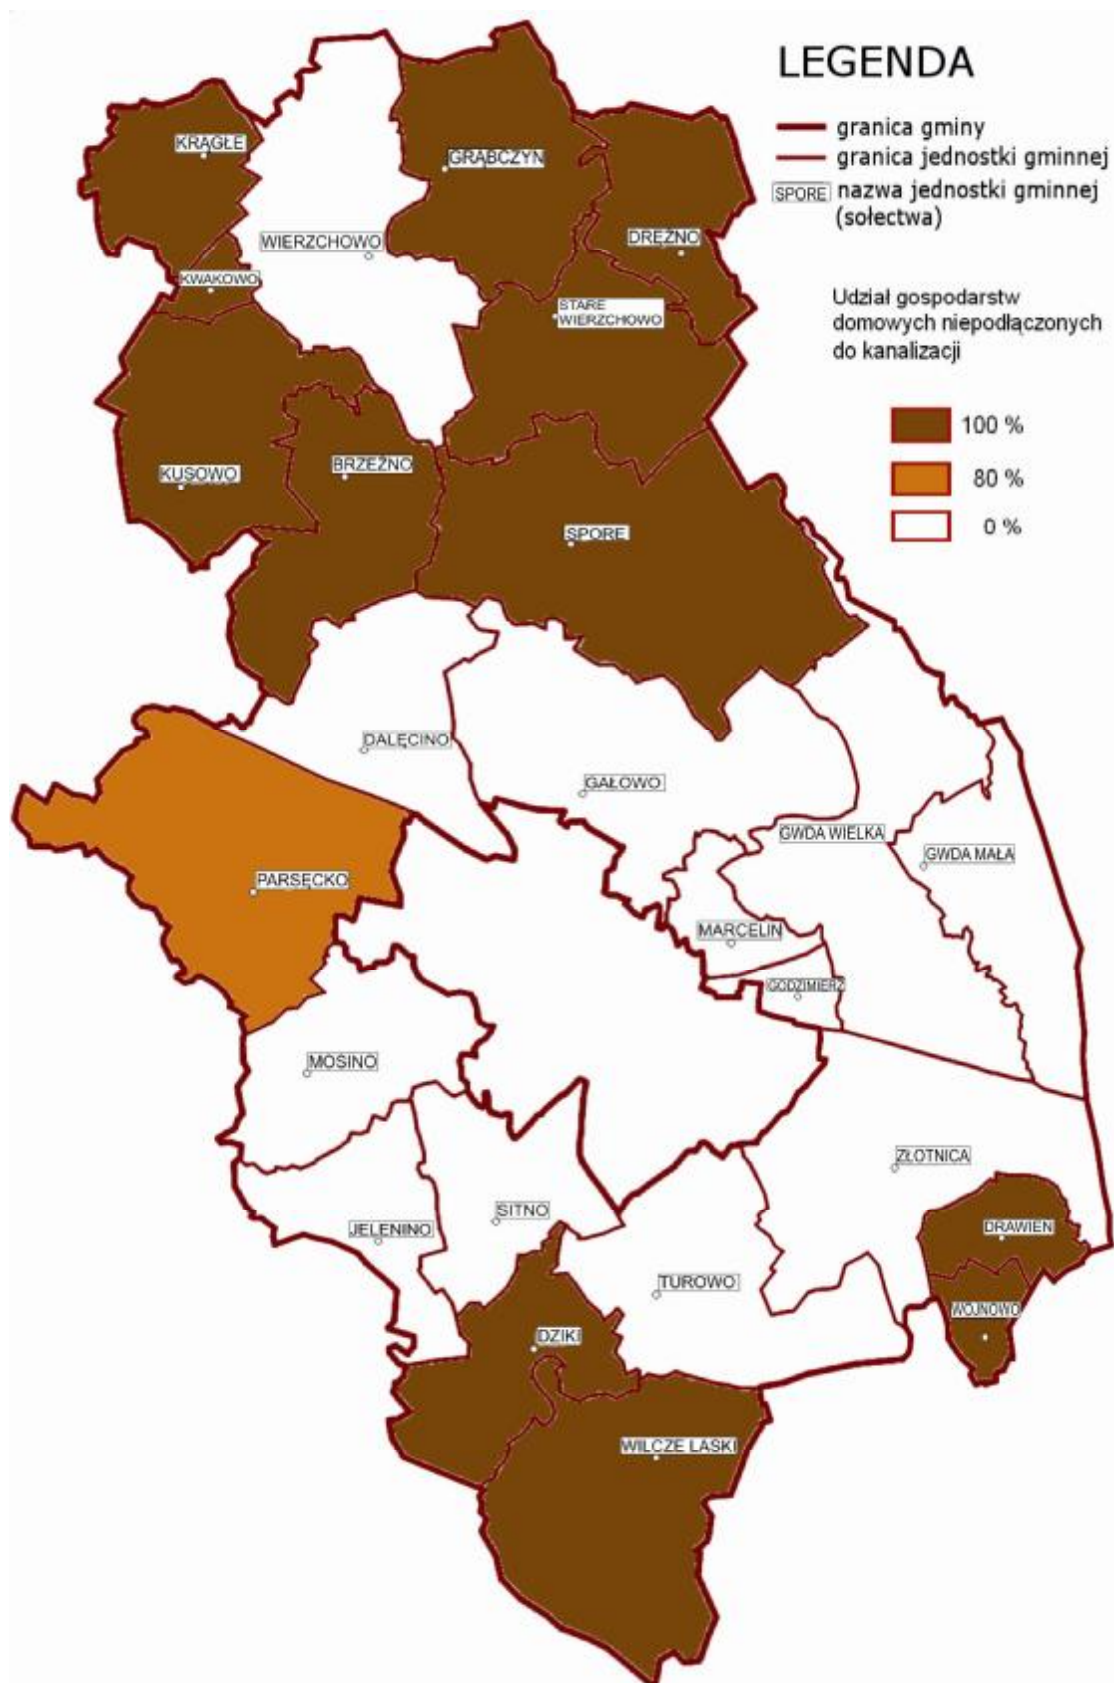 LEGENDA
granica gminy
granica jednostki gminnej
SPORE nazwa jednostki gminnej
(sołectwa)
Udział gospodarstw
domowych niepodłączonych
do kanalizacji
100 %
80 %
0 %
KRĄGŁE
GRĄBCZYN
WIERZCHOWO
DRĘŻNO
KWAKOWO
STARE
WIERZCHOWO
KUSOWO
BRZEŹNO
SPORE
DALĘCINO
GAŁOWO
GWDA WIELKA
GWDA MAŁA
PARSĘCKO
MARCELIN
GODZIMIERZ
MOSINO
ZŁOTNICA
SITNO
JELENINO
DRAWIEŃ
TUROWO
WOJNOWO
DZIKI
WILCZE LASKI